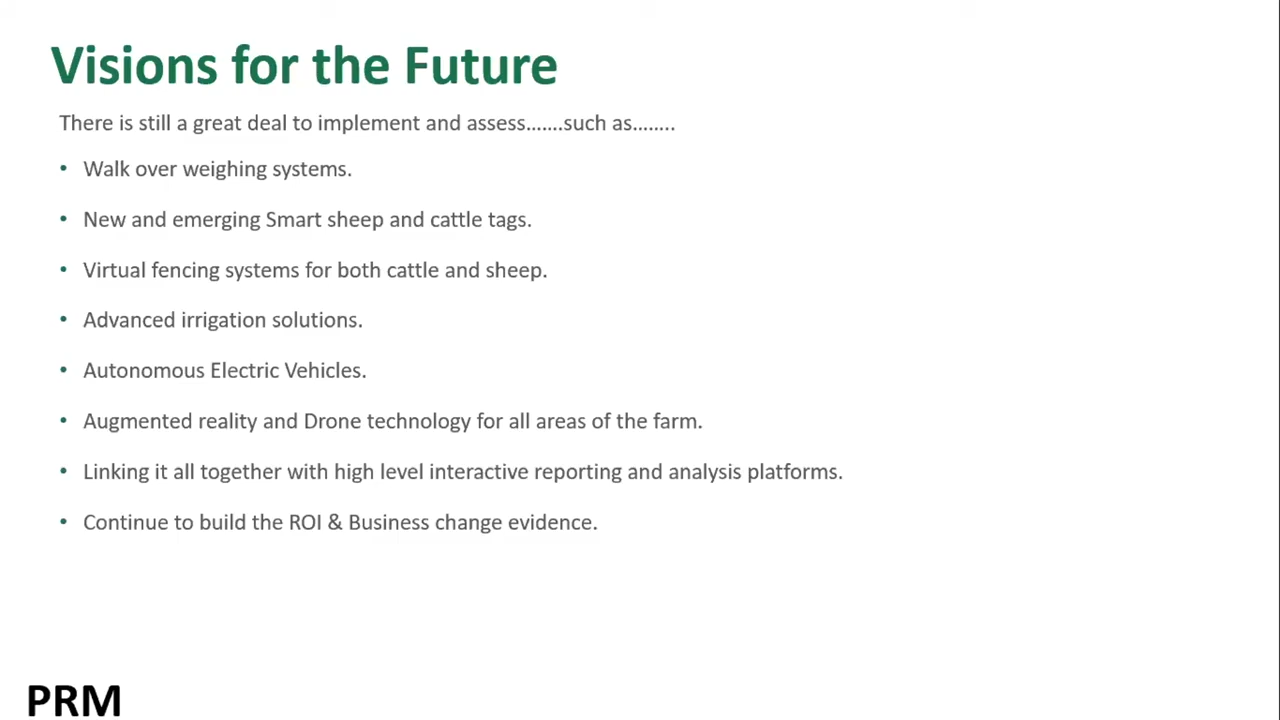 Visions for the Future
There is still a great deal to implement and assess.......such as........
• Walk over weighing systems.
• New and emerging Smart sheep and cattle tags.
• Virtual fencing systems for both cattle and sheep.
• Advanced irrigation solutions.
• Autonomous Electric Vehicles.
• Augmented reality and Drone technology for all areas of the farm.
• Linking it all together with high level interactive reporting and analysis platforms.
• Continue to build the ROI & Business change evidence.
PRM